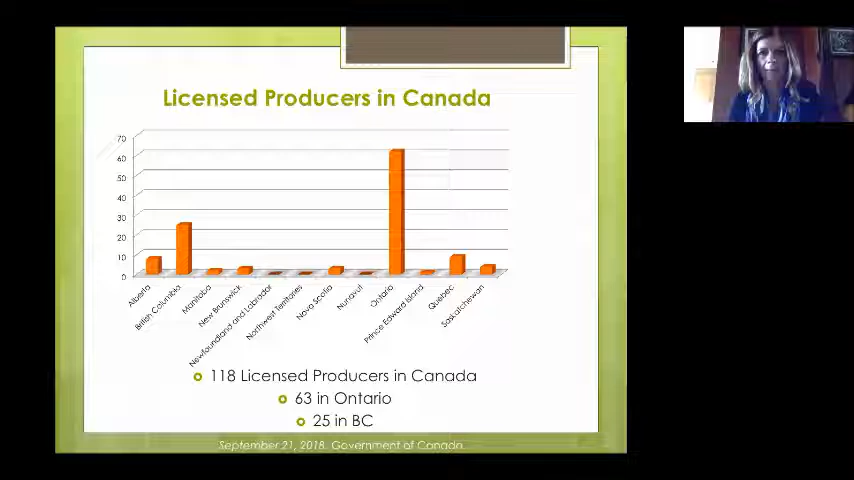 Licensed Producers in Canada
70
60
50
40
30
20
10
0
Alberta
British Columbia
Manitoba
New Brunswick
Newfoundland and Labrador
Northwest Territories
Nova Scotia
Nunavut
Ontario
Prince Edward Island
Quebec
Saskatchewan
118 Licensed Producers in Canada
63 in Ontario
25 in BC
September 21, 2018. Government of Canada.